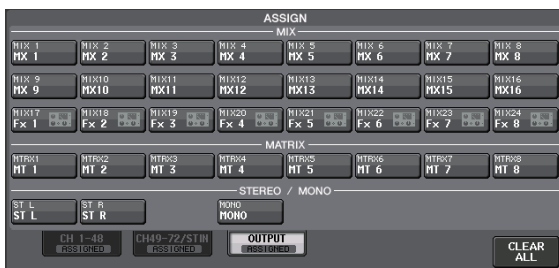 ASSIGN
MIX
MIX 1 MIX 2 MIX 3 MIX 4 MIX 5 MIX 6 MIX 7 MIX 8
MX 1 MX 2 MX 3 MX 4 MX 5 MX 6 MX 7 MX 8
MIX 9 MIX10 MIX11 MIX12 MIX13 MIX14 MIX15 MIX16
MX 9 MX10 MX11 MX12 MX13 MX14 MX15 MX16
MIX17 MIX18 MIX19 MIX20 MIX21 MIX22 MIX23 MIX24
Fx 1 Fx 2 Fx 3 Fx 4 Fx 5 Fx 6 Fx 7 Fx 8
MATRIX
MTRX1 MTRX2 MTRX3 MTRX4 MTRX5 MTRX6 MTRX7 MTRX8
MT 1 MT 2 MT 3 MT 4 MT 5 MT 6 MT 7 MT 8
STEREO / MONO
ST L ST R MONO
ST L ST R MONO
CH 1-48 CH49-72/STIN OUTPUT
ASSIGNED ASSIGNED ASSIGNED
CLEAR
ALL